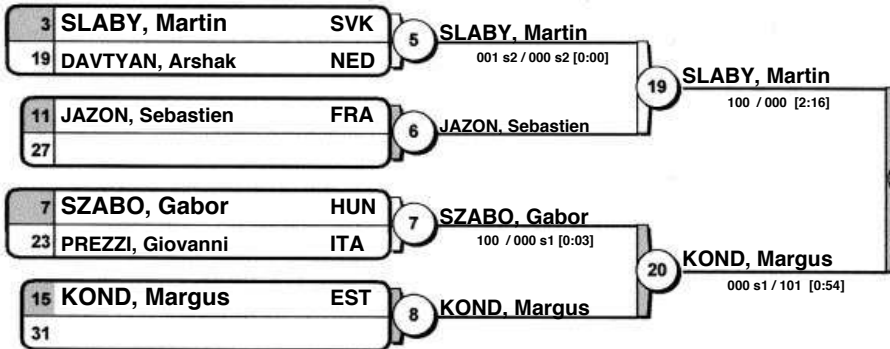 3 SLABY, Martin SVK
19 DAVTYAN, Arshak NED
5 SLABY, Martin
001 s2 / 000 s2 [0:00]
11 JAZON, Sebastien FRA
27
6 JAZON, Sebastien
19 SLABY, Martin
100 / 000 [2:16]
7 SZABO, Gabor HUN
23 PREZZI, Giovanni ITA
7 SZABO, Gabor
100 / 000 s1 [0:03]
15 KOND, Margus EST
31
8 KOND, Margus
20 KOND, Margus
000 s1 / 101 [0:54]